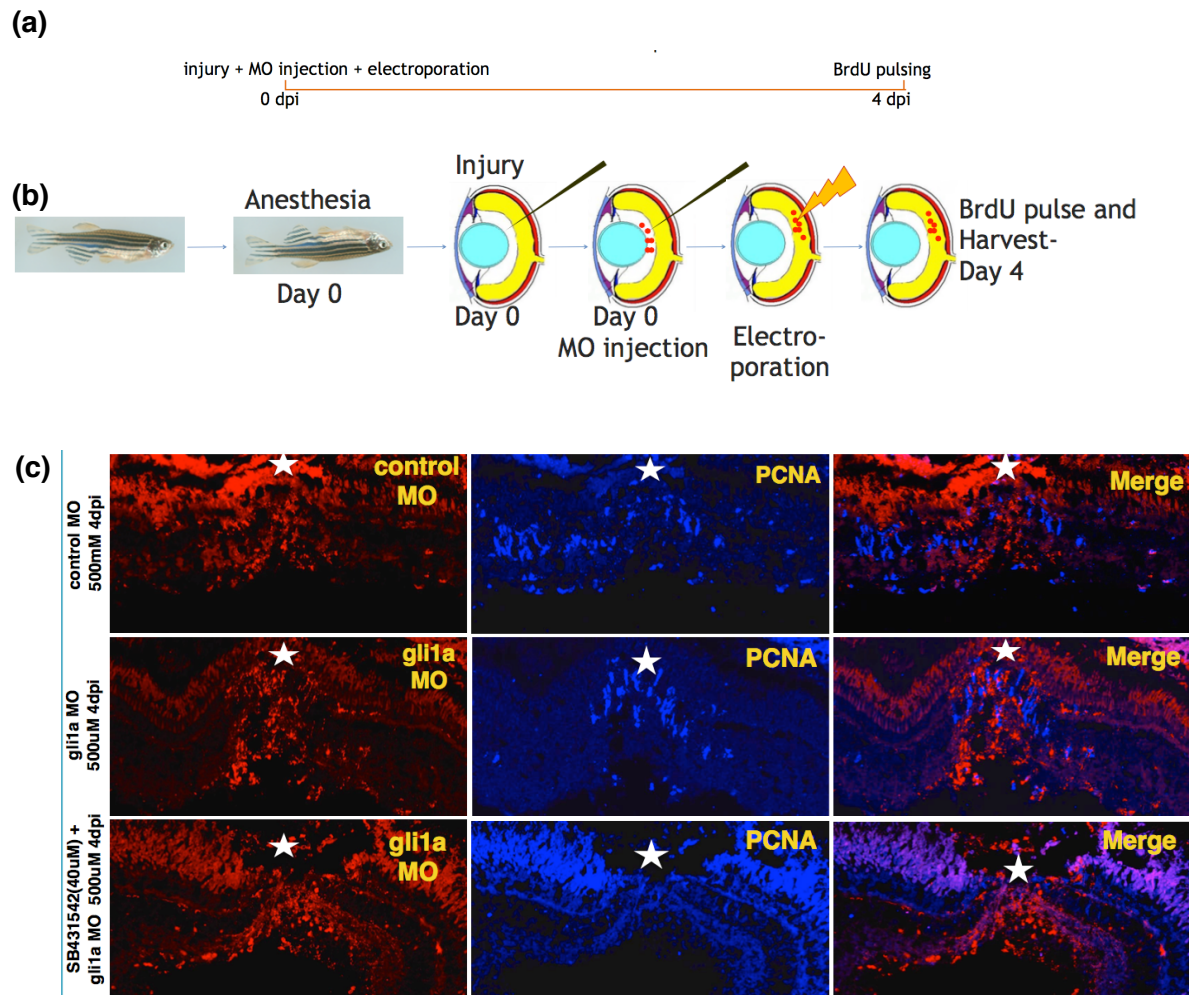 (a)
injury + MO injection + electroporation
BrdU pulsing
0 dpi
4 dpi
(b)
Anesthesia
Day 0
Injury
Day 0
Day 0
MO injection
Electro-
poration
BrdU pulse and
Harvest-
Day 4
(c)
control MO
500mM 4dpi
control
MO
PCNA
Merge
gli1a MO
500uM 4dpi
gli1a
MO
PCNA
Merge
SB431542(40uM) +
gli1a MO 500uM 4dpi
gli1a
MO
PCNA
Merge